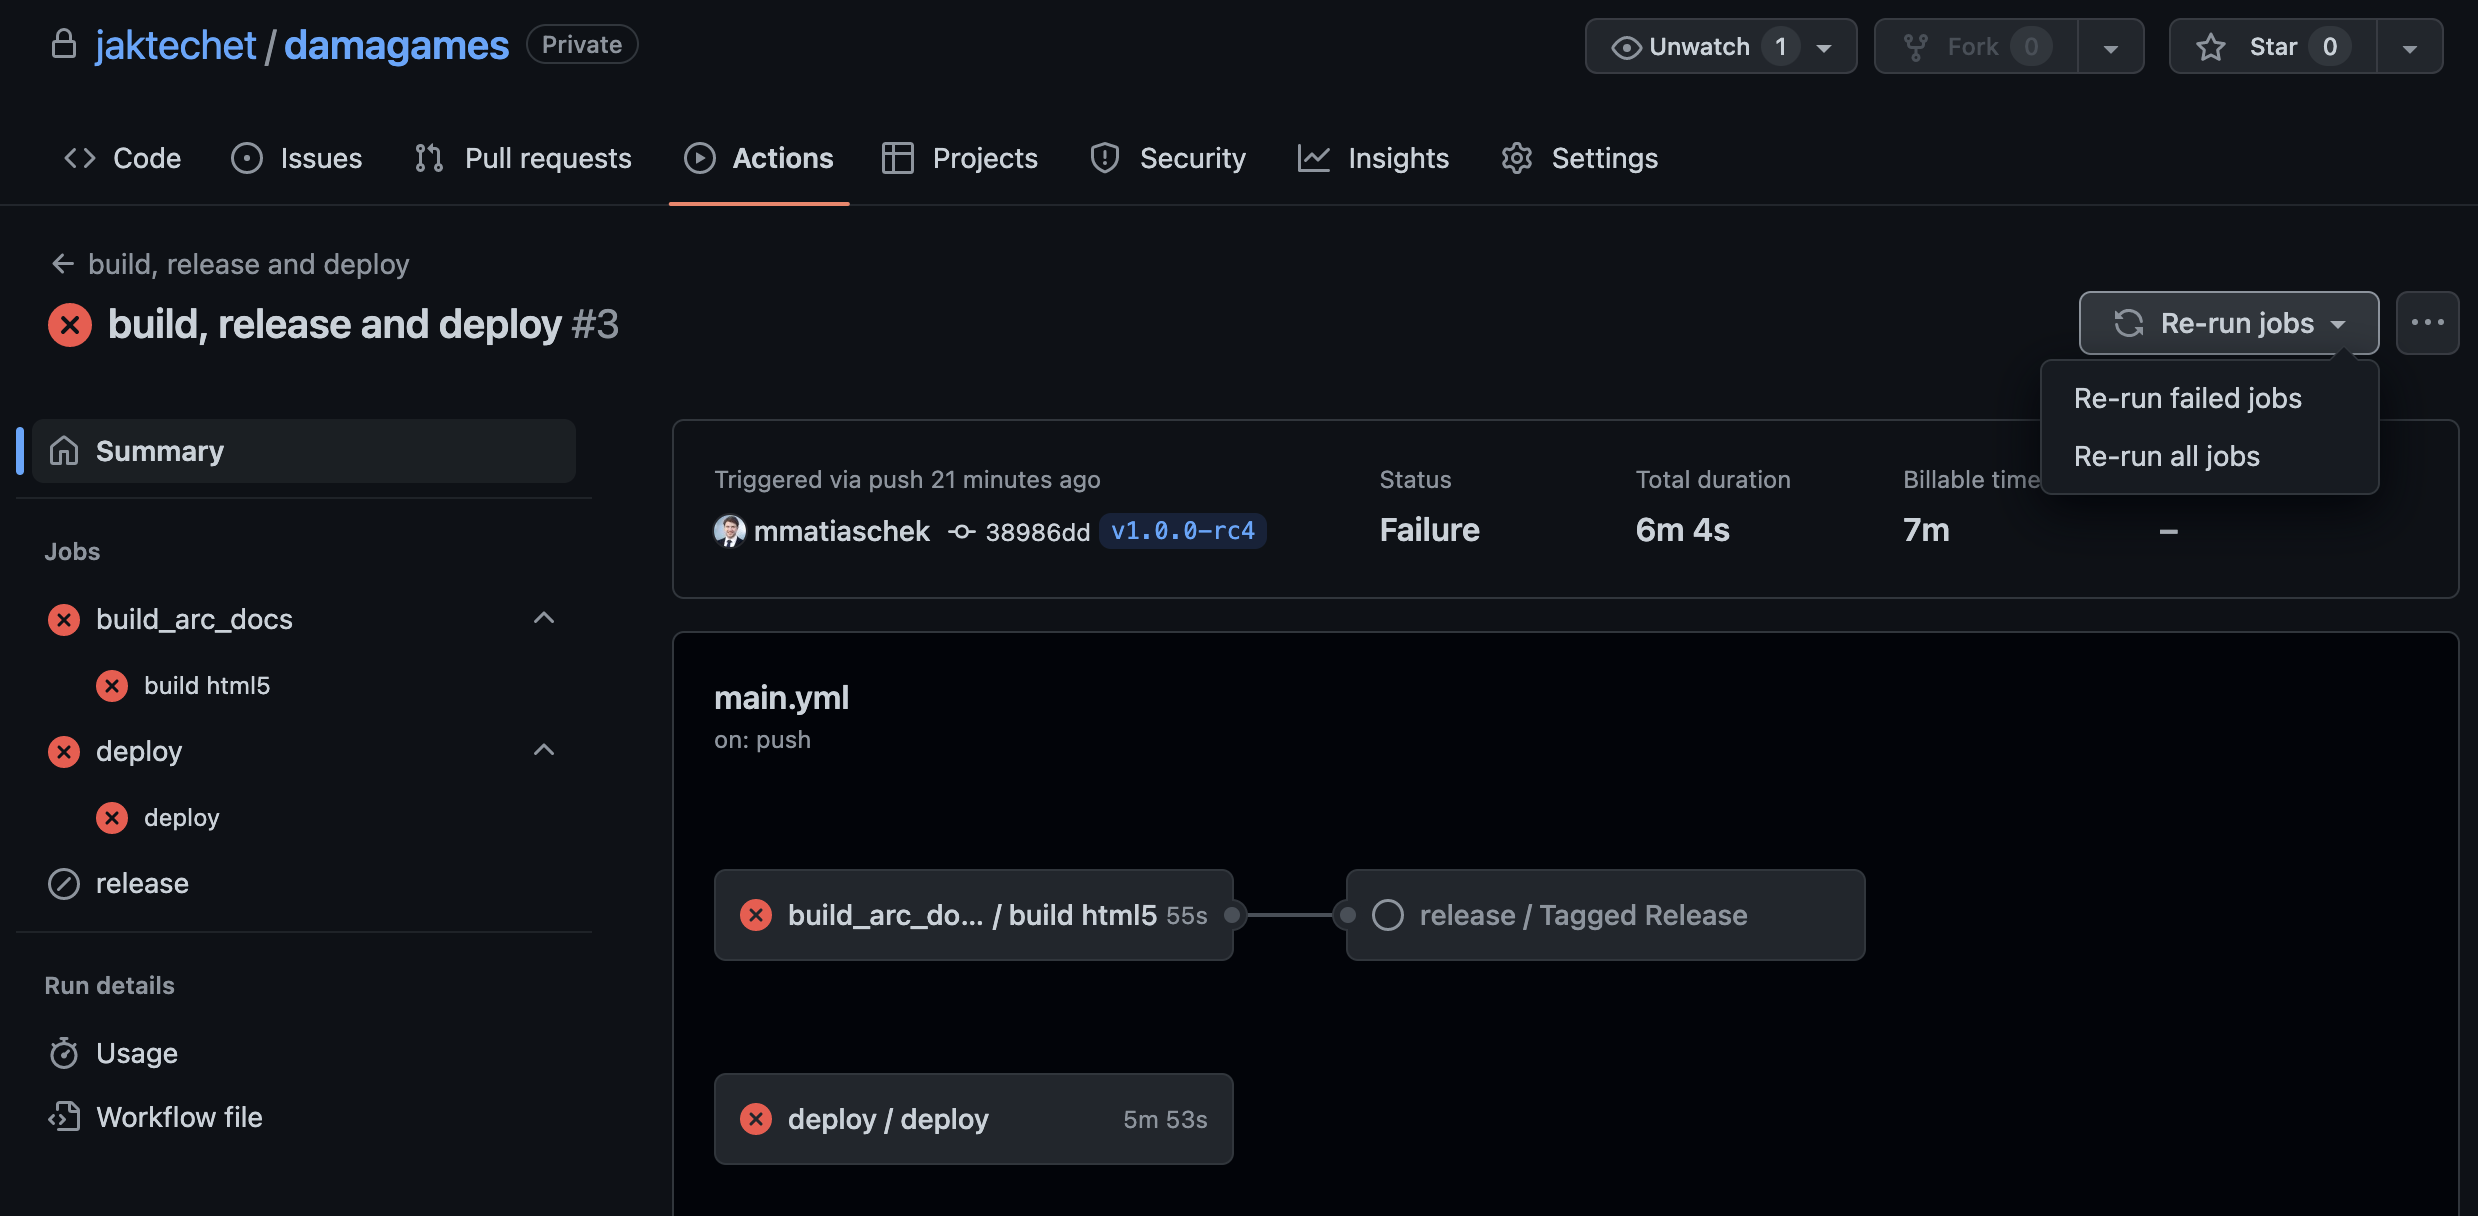 jaktechet / damagames Private
Unwatch 1
Fork 0
Star 0
Code
Issues
Pull requests
Actions
Projects
Security
Insights
Settings
← build, release and deploy
build, release and deploy #3
Re-run jobs
Re-run failed jobs
Re-run all jobs
Summary
Jobs
build_arc_docs
build html5
deploy
deploy
release
Run details
Usage
Workflow file
Triggered via push 21 minutes ago
mmatiaschek 38986dd v1.0.0-rc4
Status
Failure
Total duration
6m 4s
Billable time
7m
–
main.yml
on: push
build_arc_do... / build html5 55s
release / Tagged Release
deploy / deploy 5m 53s